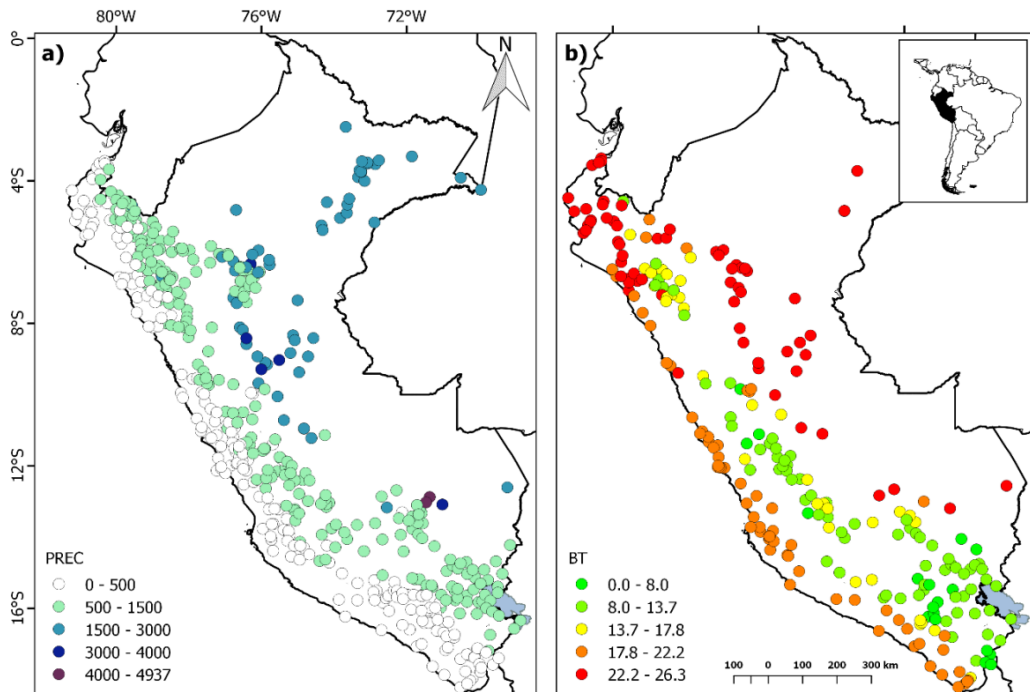 80°W 76°W 72°W
0°
4°S
8°S
12°S
16°S
a)
N
PREC
0 - 500
500 - 1500
1500 - 3000
3000 - 4000
4000 - 4937
b)
BT
0.0 - 8.0
8.0 - 13.7
13.7 - 17.8
17.8 - 22.2
22.2 - 26.3
100 0 100 200 300 km